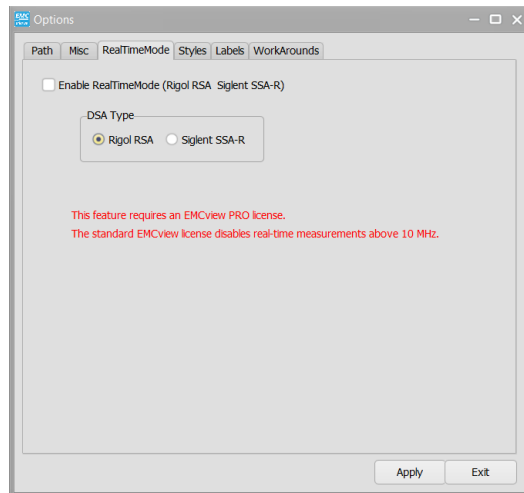 EMC
view
Options
Path Misc RealTimeMode Styles Labels WorkArounds
Enable RealTimeMode (Rigol RSA Siglent SSA-R)
DSA Type
Rigol RSA Siglent SSA-R
This feature requires an EMCview PRO license.
The standard EMCview license disables real-time measurements above 10 MHz.
Apply Exit